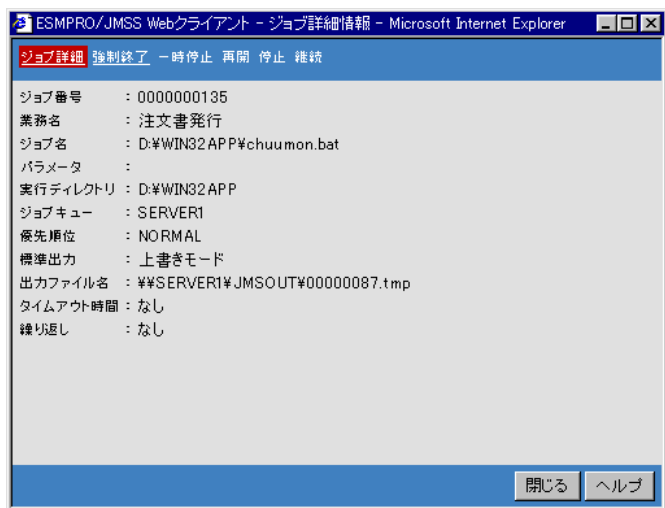 ESMPRO/JMSS Webクライアント - ジョブ詳細情報 - Microsoft Internet Explorer
ジョブ詳細 強制終了 一時停止 再開 停止 継続
ジョブ番号 : 0000000135
業務名 : 注文書発行
ジョブ名 : D:¥WIN32APP¥chuumon.bat
パラメータ :
実行ディレクトリ : D:¥WIN32APP
ジョブキュー : SERVER1
優先順位 : NORMAL
標準出力 : 上書きモード
出力ファイル名 : ¥¥SERVER1¥JMSOUT¥00000087.tmp
タイムアウト時間 : なし
繰り返し : なし
閉じる ヘルプ